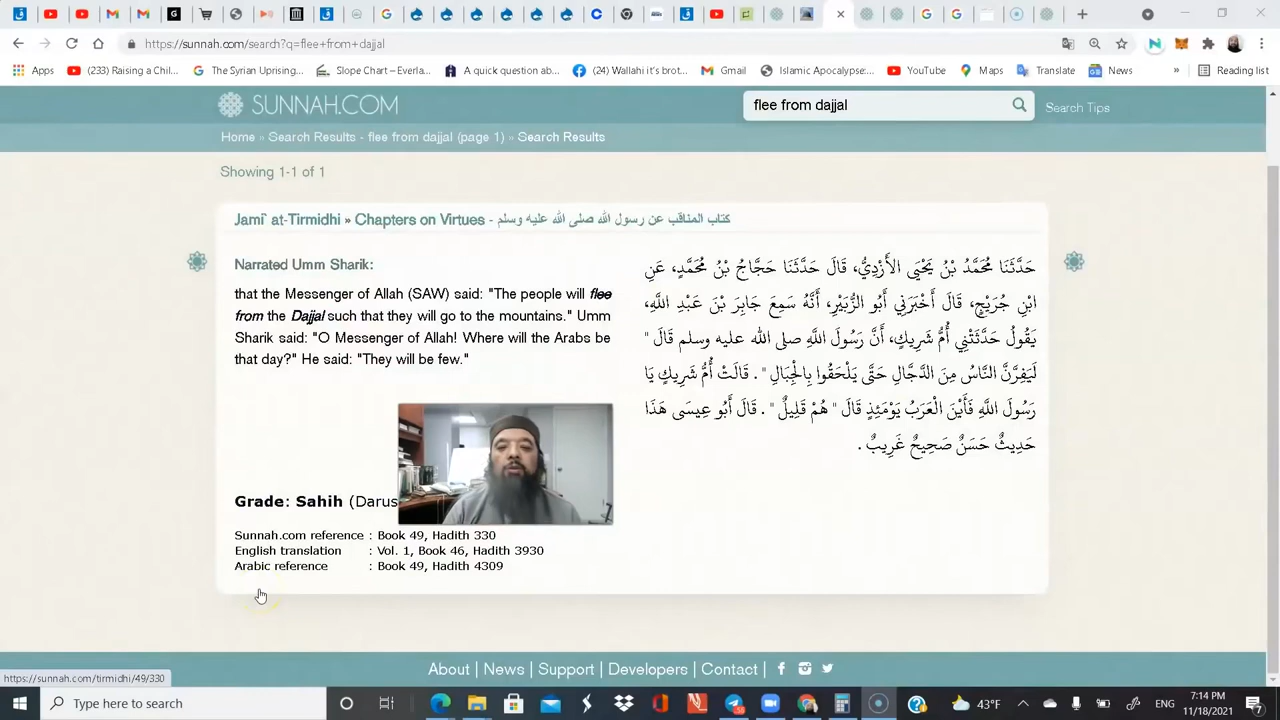 https://sunnah.com/search?q=flee+from+dajjal
Apps
(233) Raising a Chil...
The Syrian Uprising...
Slope Chart – Everla...
A quick question ab...
(24) Wallahi it's brot...
Gmail
Islamic Apocalypse:...
YouTube
Maps
Translate
News
»
Reading list
SUNNAH.COM
flee from dajjal
Search Tips
Home » Search Results - flee from dajjal (page 1) » Search Results
Showing 1-1 of 1
Jami` at-Tirmidhi » Chapters on Virtues - كتاب المناقب عن رسول الله صلى الله عليه وسلم
Narrated Umm Sharik:
that the Messenger of Allah (SAW) said: "The people will flee
from the Dajjal such that they will go to the mountains." Umm
Sharik said: "O Messenger of Allah! Where will the Arabs be
that day?" He said: "They will be few."
حَدَّثَنَا مُحَمَّدُ بْنُ يَحْيَى الأَزْدِيُّ، قَالَ حَدَّثَنَا حَجَّاجُ بْنُ مُحَمَّدٍ، عَنِ
ابْنِ جُرَيْجٍ، قَالَ أَخْبَرَنِي أَبُو الزُّبَيْرِ، أَنَّهُ سَمِعَ جَابِرَ بْنَ عَبْدِ اللَّهِ،
يَقُولُ حَدَّثَتْنِي أُمُّ شَرِيكٍ، أَنَّ رَسُولَ اللَّهِ صلى الله عليه وسلم قَالَ "
لَيَفِرَّنَّ النَّاسُ مِنَ الدَّجَّالِ حَتَّى يَلْحَقُوا بِالْجِبَالِ " . قَالَتْ أُمُّ شَرِيكٍ يَا
رَسُولَ اللَّهِ فَأَيْنَ الْعَرَبُ يَوْمَئِذٍ قَالَ " هُمْ قَلِيلٌ " . قَالَ أَبُو عِيسَى هَذَا
حَدِيثٌ حَسَنٌ صَحِيحٌ غَرِيبٌ .
Grade: Sahih (Darus
Sunnah.com reference : Book 49, Hadith 330
English translation : Vol. 1, Book 46, Hadith 3930
Arabic reference : Book 49, Hadith 4309
About | News | Support | Developers | Contact |
https://sunnah.com/tirmidhi/49/330
Type here to search
43°F
ENG
7:14 PM
11/18/2021